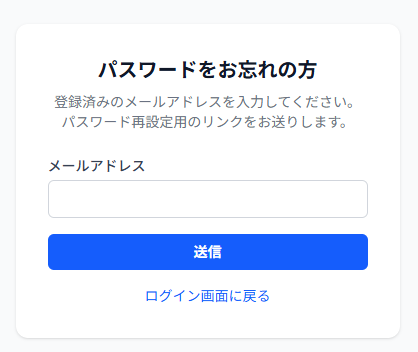 パスワードをお忘れの方
登録済みのメールアドレスを入力してください。
パスワード再設定用のリンクをお送りします。
メールアドレス
送信
ログイン画面に戻る